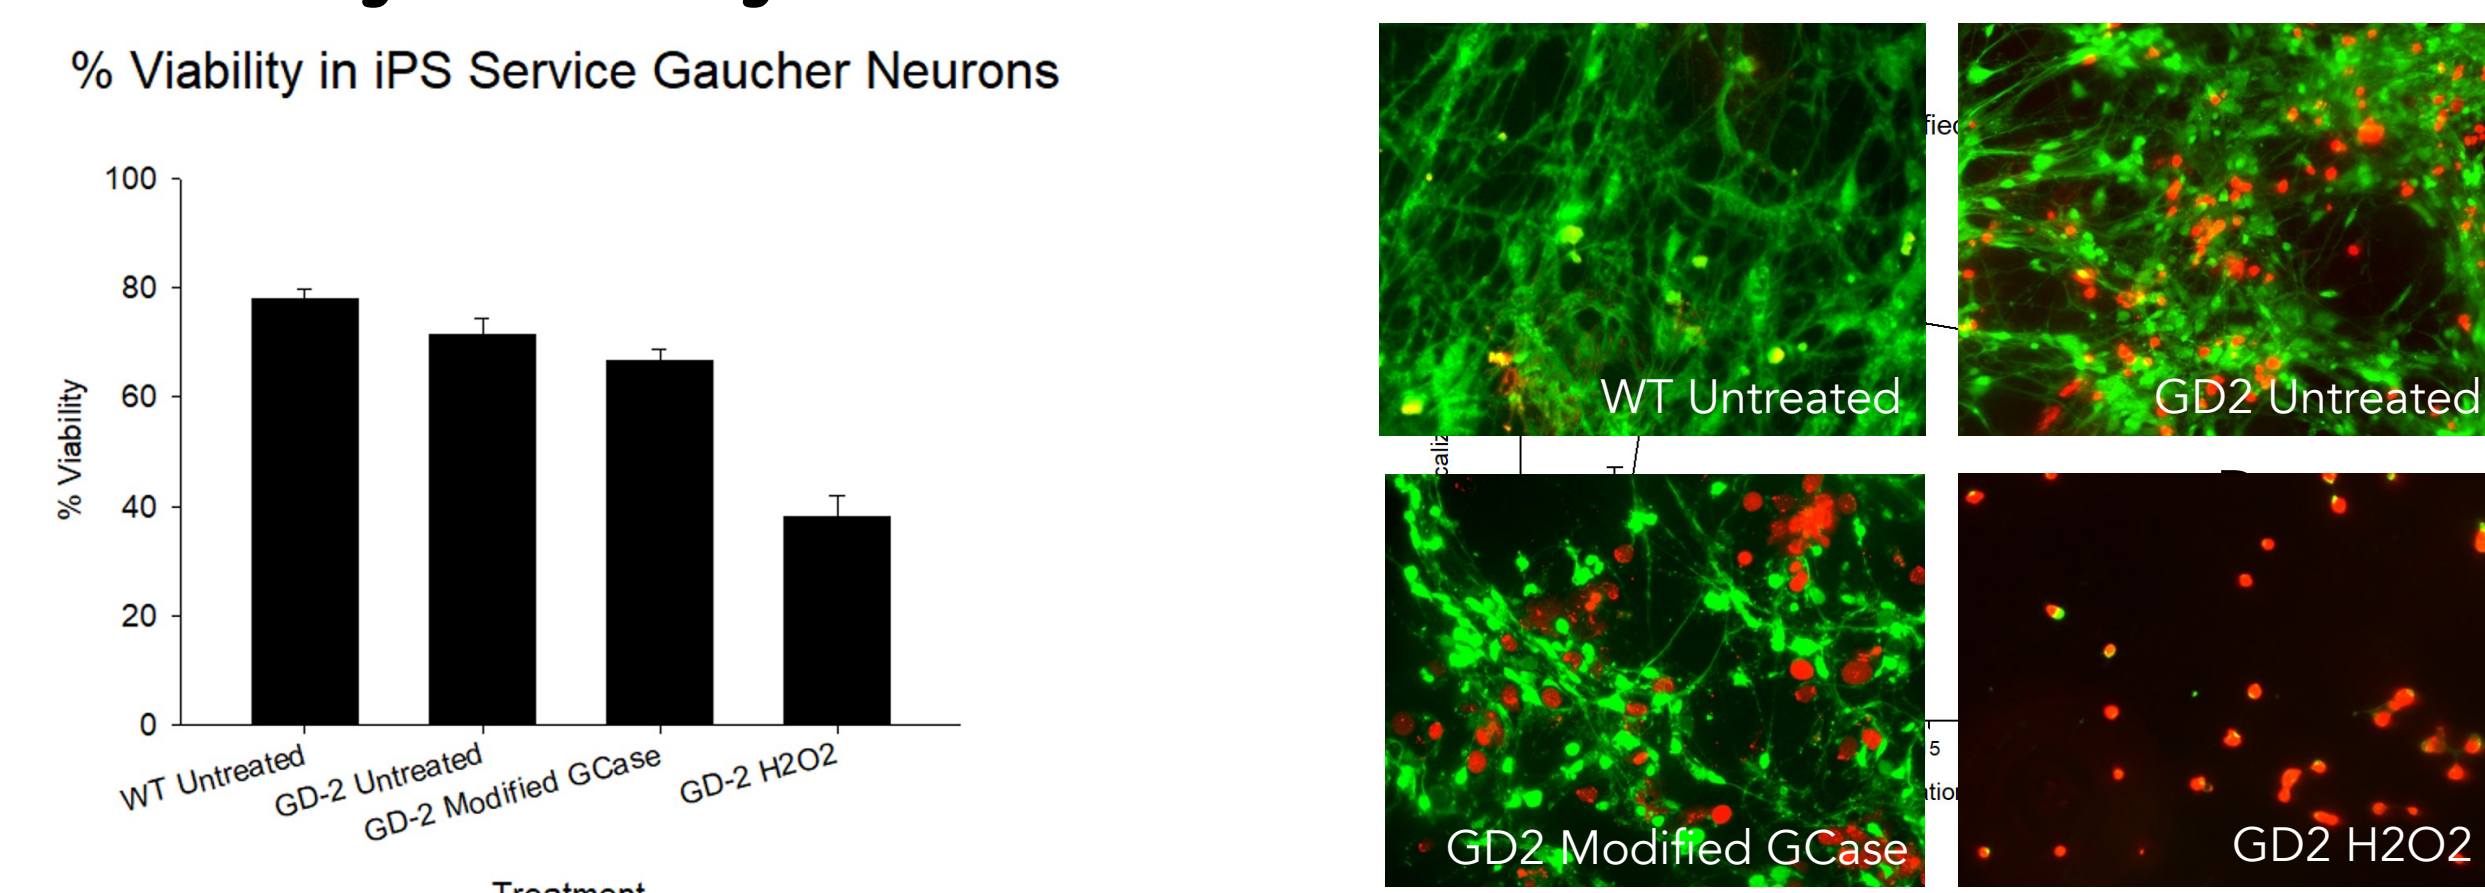 % Viability in iPS Service Gaucher Neurons
100
80
60
40
20
0
% Viability
WT Untreated
GD-2 Untreated
GD-2 Modified GCase
GD-2 H2O2
Treatment
WT Untreated
GD2 Untreated
GD2 Modified GCase
GD2 H2O2
5